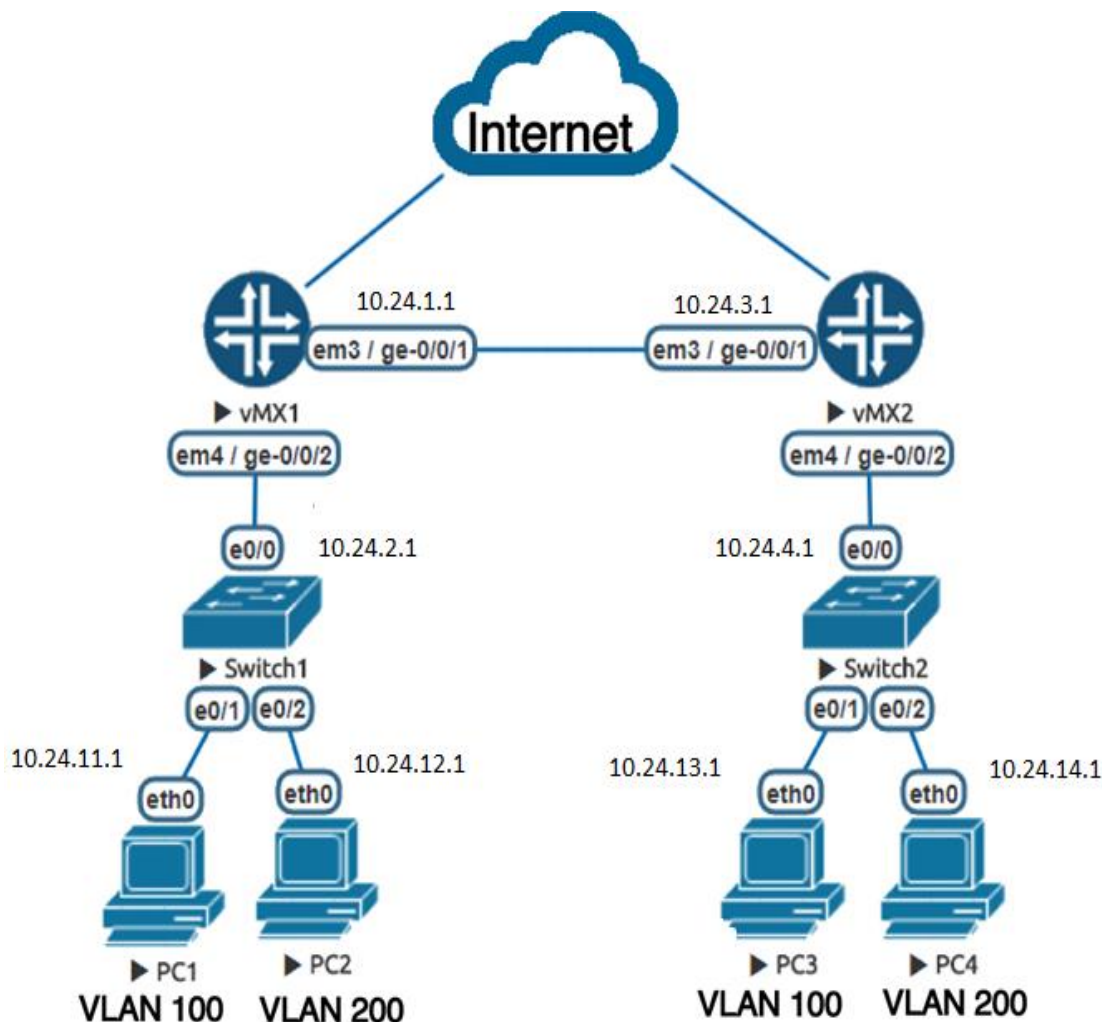 Internet
10.24.1.1
10.24.3.1
em3 / ge-0/0/1
em3 / ge-0/0/1
vMX1
vMX2
em4 / ge-0/0/2
em4 / ge-0/0/2
e0/0
10.24.2.1
10.24.4.1
e0/0
Switch1
Switch2
e0/1
e0/2
e0/1
e0/2
10.24.11.1
10.24.12.1
10.24.13.1
10.24.14.1
eth0
eth0
eth0
eth0
PC1
PC2
PC3
PC4
VLAN 100
VLAN 200
VLAN 100
VLAN 200